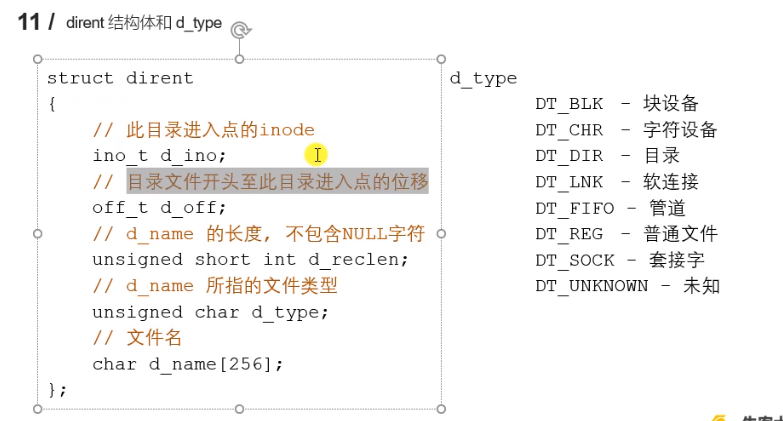 11 / dirent 结构体和 d_type
struct dirent
{
// 此目录进入点的inode
ino_t d_ino;
// 目录文件开头至此目录进入点的位移
off_t d_off;
// d_name 的长度, 不包含NULL字符
unsigned short int d_reclen;
// d_name 所指的文件类型
unsigned char d_type;
// 文件名
char d_name[256];
};
d_type
DT_BLK - 块设备
DT_CHR - 字符设备
DT_DIR - 目录
DT_LNK - 软连接
DT_FIFO - 管道
DT_REG - 普通文件
DT_SOCK - 套接字
DT_UNKNOWN - 未知